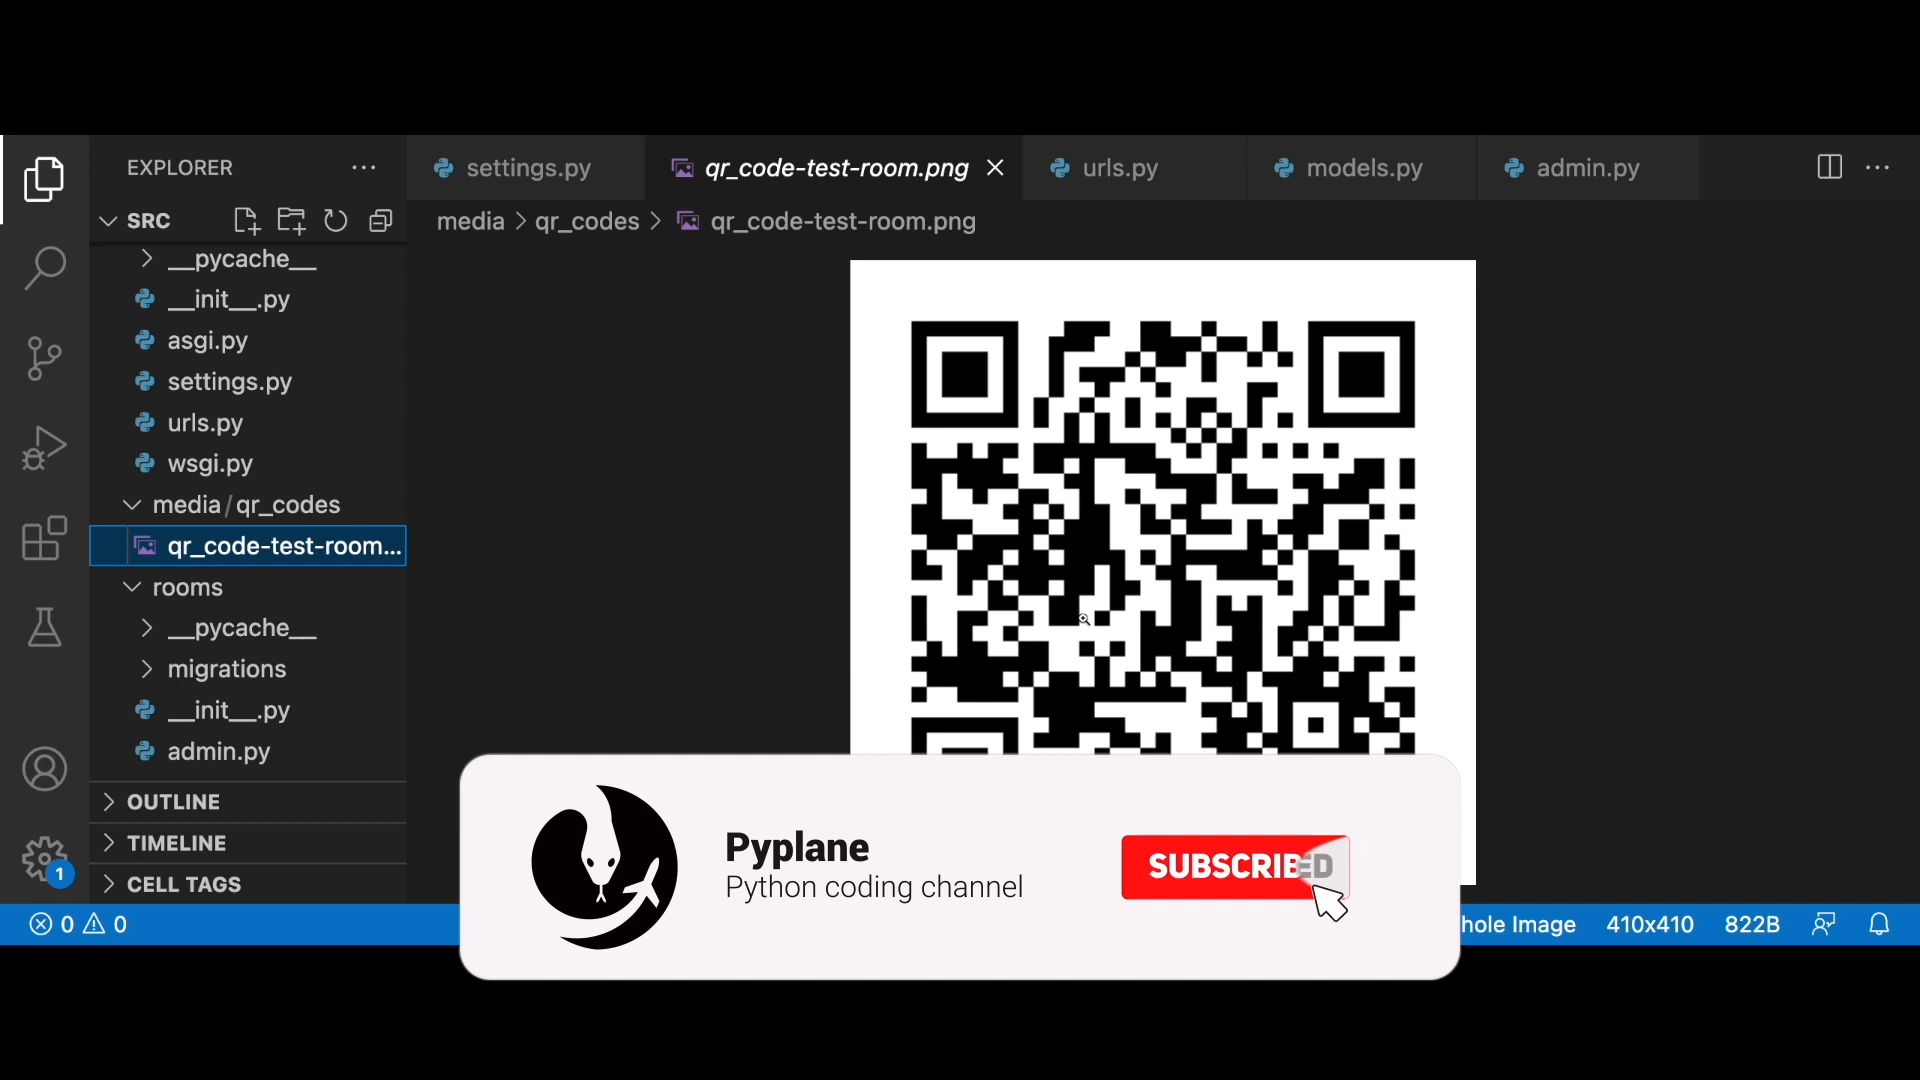 EXPLORER
settings.py
qr_code-test-room.png
urls.py
models.py
admin.py
SRC
media > qr_codes > qr_code-test-room.png
__pycache__
__init__.py
asgi.py
settings.py
urls.py
wsgi.py
media/qr_codes
qr_code-test-room...
rooms
__pycache__
migrations
__init__.py
admin.py
OUTLINE
TIMELINE
CELL TAGS
1
Pyplane
Python coding channel
SUBSCRIBED
0 0
hole Image 410x410 822B